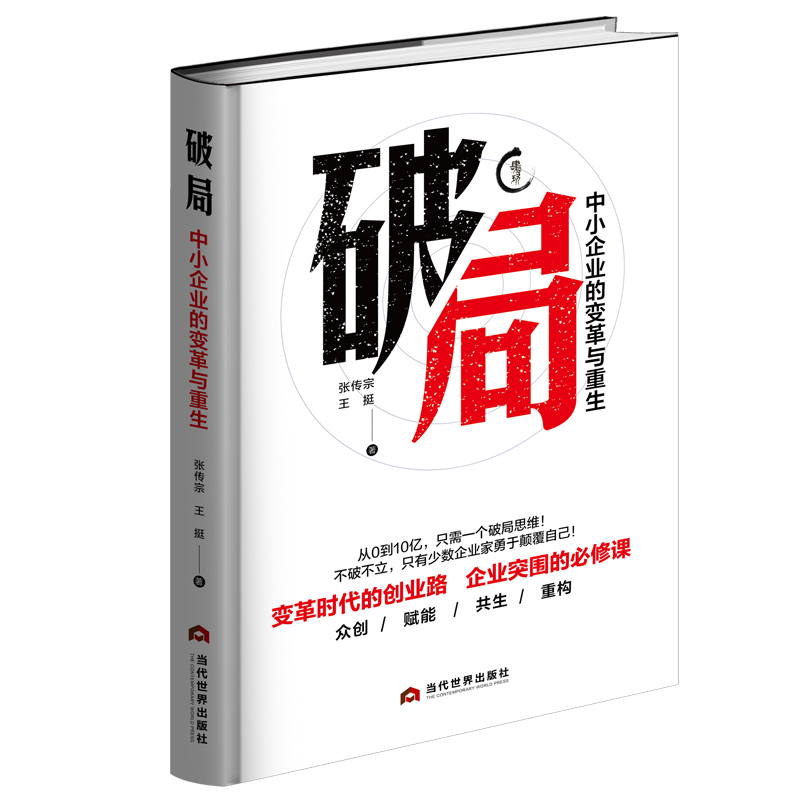 破局
中小企业的变革与重生
张传宗 王 挺 著
当代世界出版社
THE CONTEMPORARY WORLD PRESS
破局
中小企业的变革与重生
张传宗
王 挺
著
从0到10亿，只需一个破局思维！
不破不立，只有少数企业家勇于颠覆自己！
变革时代的创业路 企业突围的必修课
众创 / 赋能 / 共生 / 重构
当代世界出版社
THE CONTEMPORARY WORLD PRESS